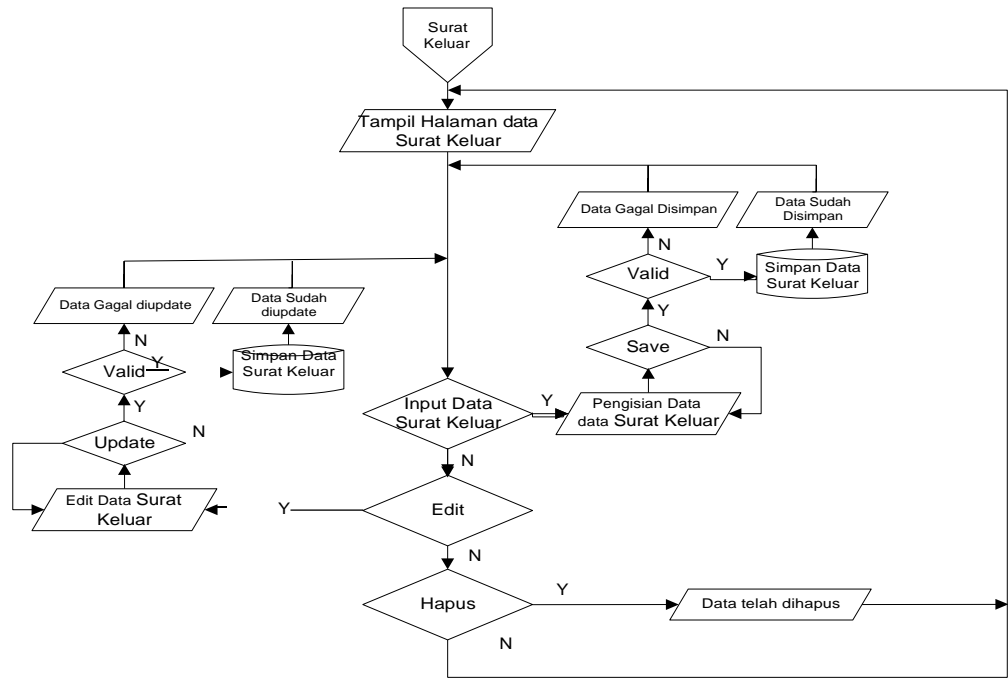 Surat
Keluar
Tampil Halaman data
Surat Keluar
Data Gagal Disimpan
Data Sudah
Disimpan
N
Valid
Y
Simpan Data
Surat Keluar
Y
Save
N
Data Gagal diupdate
Data Sudah
diupdate
N
Valid
Y
Simpan Data
Surat Keluar
Y
Update
N
Edit Data Surat
Keluar
Input Data
Surat Keluar
Y
Pengisian Data
data Surat Keluar
N
Y
Edit
N
Hapus
Y
Data telah dihapus
N